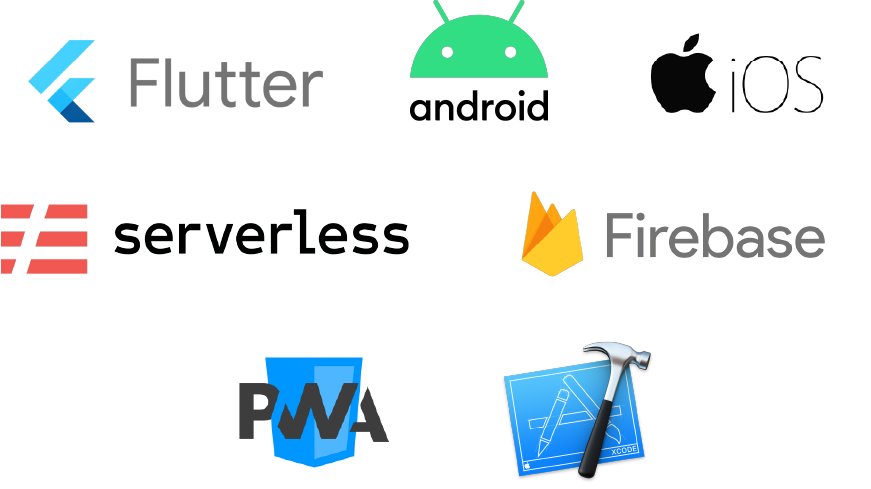 Flutter
android
iOS
serverless
Firebase
PWA
XCODE